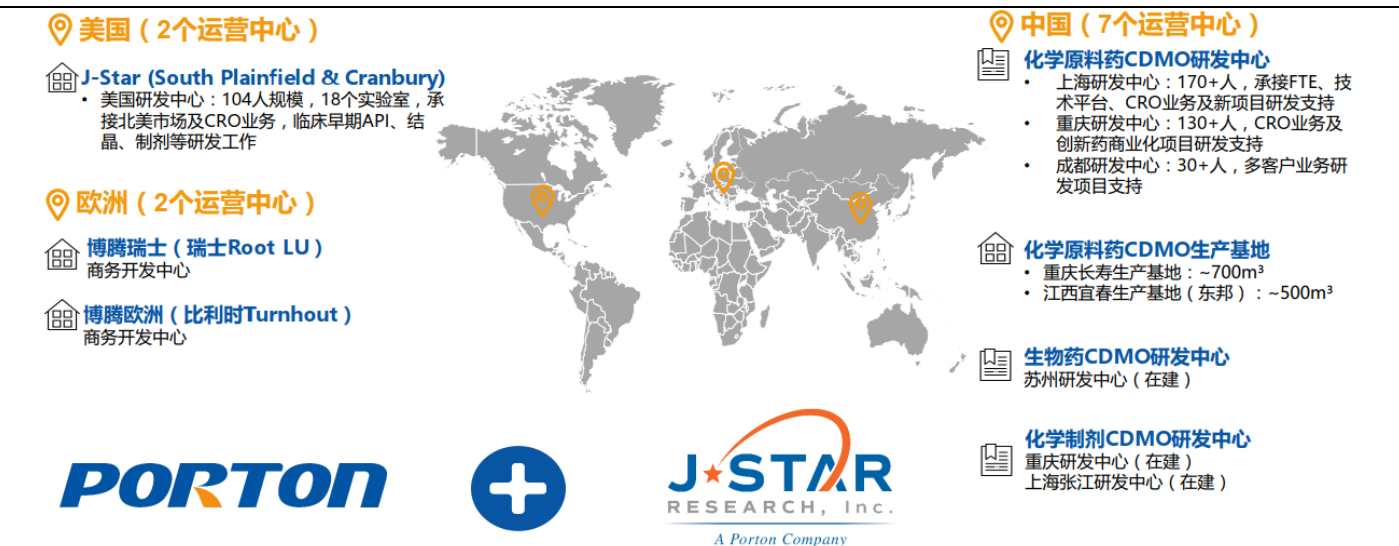 美国（2个运营中心）
J-Star (South Plainfield & Cranbury)
• 美国研发中心：104人规模，18个实验室，承
接北美市场及CRO业务，临床早期API、结
晶、制剂等研发工作
欧洲（2个运营中心）
博腾瑞士（瑞士Root LU）
商务开发中心
博腾欧洲（比利时Turnhout）
商务开发中心
中国（7个运营中心）
化学原料药CDMO研发中心
• 上海研发中心：170+人，承接FTE、技
术平台、CRO业务及新项目研发支持
• 重庆研发中心：130+人，CRO业务及
创新药商业化项目研发支持
• 成都研发中心：30+人，多客户业务研
发项目支持
化学原料药CDMO生产基地
• 重庆长寿生产基地：~700m³
• 江西宜春生产基地（东邦）：~500m³
生物药CDMO研发中心
苏州研发中心（在建）
化学制剂CDMO研发中心
重庆研发中心（在建）
上海张江研发中心（在建）
PORTON
J★STAR
RESEARCH, Inc.
A Porton Company